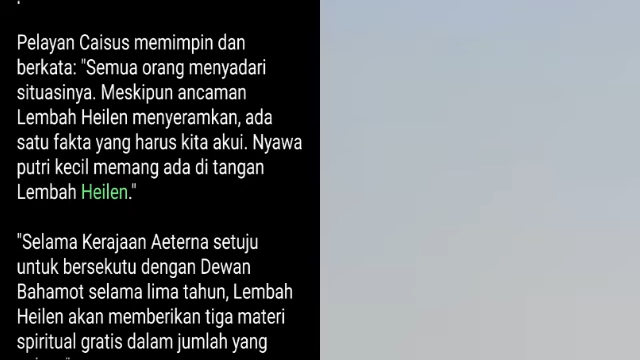 Pelayan Caisus memimpin dan
berkata: "Semua orang menyadari
situasinya. Meskipun ancaman
Lembah Heilen menyeramkan, ada
satu fakta yang harus kita akui. Nyawa
putri kecil memang ada di tangan
Lembah Heilen."
"Selama Kerajaan Aeterna setuju
untuk bersekutu dengan Dewan
Bahamot selama lima tahun, Lembah
Heilen akan memberikan tiga materi
spiritual gratis dalam jumlah yang